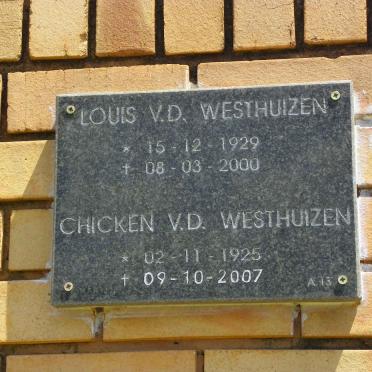 LOUIS V.D. WESTHUIZEN
* 15 - 12 - 1929
† 08 - 03 - 2000
CHICKEN V.D. WESTHUIZEN
* 02 - 11 - 1925
† 09 - 10 - 2007
A 13